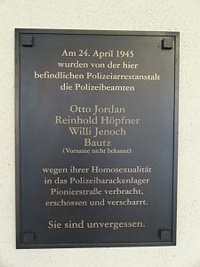 Am 24. April 1945
wurden von der hier
befindlichen Polizeiarrestanstalt
die Polizeibeamten
Otto Jordan
Reinhold Höpfner
Willi Jenoch
Bautz
(Vorname nicht bekannt)
wegen ihrer Homosexualität
in das Polizeibarackenlager
Pionierstraße verbracht,
erschossen und verscharrt.
Sie sind unvergessen.